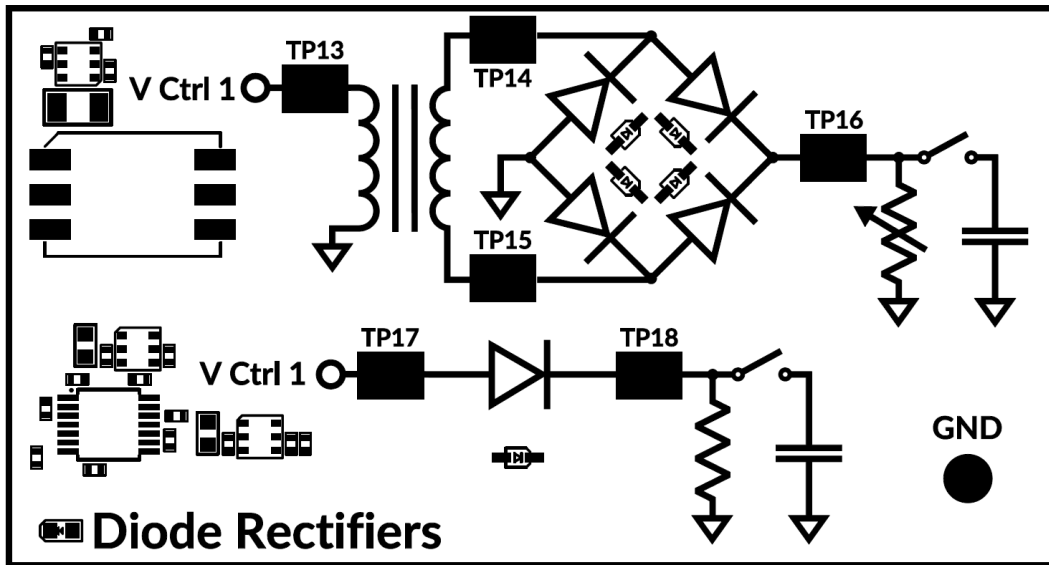 TP13
V Ctrl 1
TP14
TP15
TP16
TP17
V Ctrl 1
TP18
GND
Diode Rectifiers